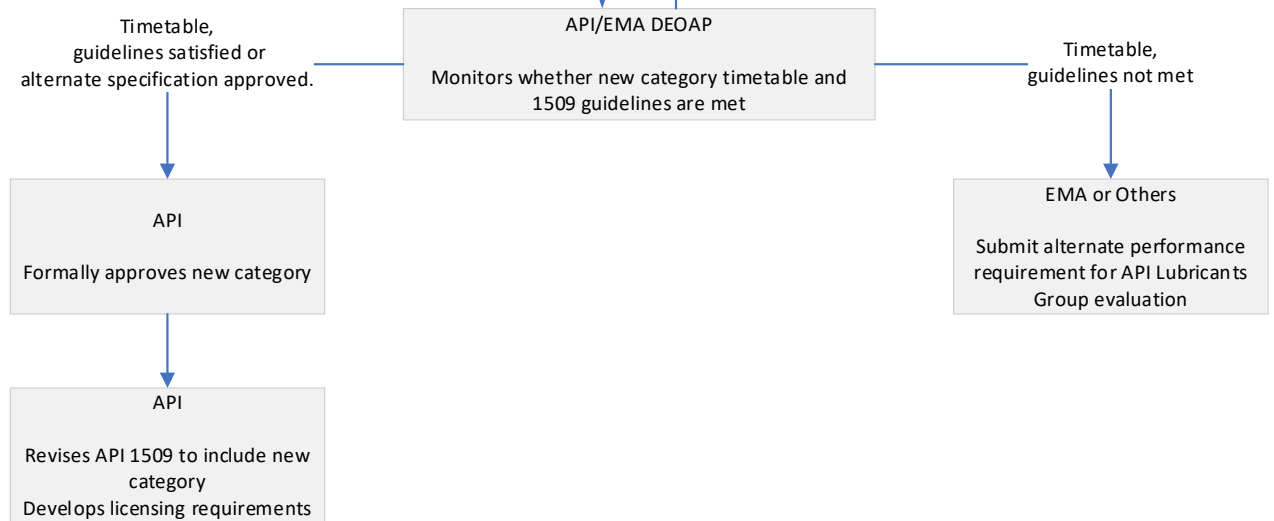 Timetable,
guidelines satisfied or
alternate specification approved.
API/EMA DEOAP
Monitors whether new category timetable and
1509 guidelines are met
Timetable,
guidelines not met
API
Formally approves new category
EMA or Others
Submit alternate performance
requirement for API Lubricants
Group evaluation
API
Revises API 1509 to include new
category
Develops licensing requirements